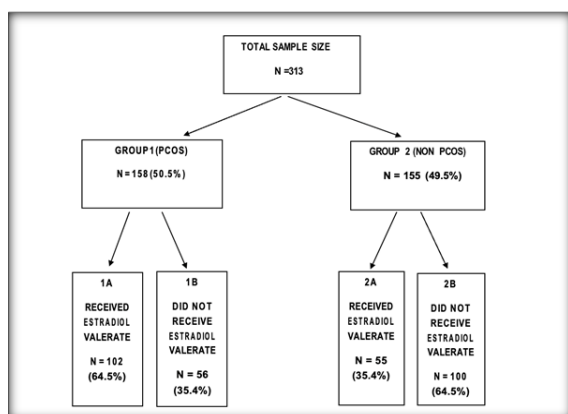 TOTAL SAMPLE SIZE
N =313
GROUP1(PCOS)
N = 158(50.5%)
GROUP 2 (NON PCOS)
N = 155 (49.5%)
1A
RECEIVED
ESTRADIOL
VALERATE
N = 102
(64.5%)
1B
DID NOT
RECEIVE
ESTRADIOL
VALERATE
N = 56
(35.4%)
2A
RECEIVED
ESTRADIOL
VALERATE
N = 55
(35.4%)
2B
DID NOT
RECEIVE
ESTRADIOL
VALERATE
N = 100
(64.5%)